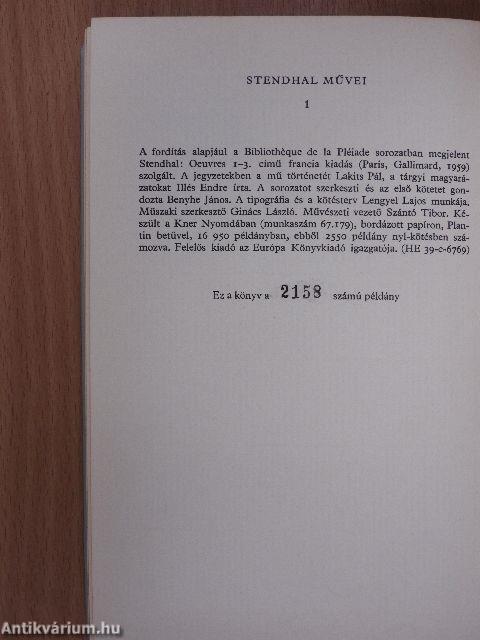 STENDHAL MŰVEI
1
A fordítás alapjául a Bibliothèque de la Pléiade sorozatban megjelent
Stendhal: Oeuvres 1–3. című francia kiadás (Paris, Gallimard, 1959)
szolgált. A jegyzetekben a mű történetét Lakits Pál, a tárgyi magyará-
zatokat Illés Endre írta. A sorozatot szerkeszti és az első kötetet gon-
dozta Benyhe János. A tipográfia és a kötésterv Lengyel Lajos munkája.
Műszaki szerkesztő Ginács László. Művészeti vezető Szántó Tibor. Ké-
szült a Kner Nyomdában (munkaszám 67.179), bordázott papíron, Plan-
tin betűvel, 16 950 példányban, ebből 2550 példány nyl-kötésben szá-
mozva. Felelős kiadó az Európa Könyvkiadó igazgatója. (HE 39-c-6769)
Ez a könyv a 2158 számú példány
Antikvárium.hu